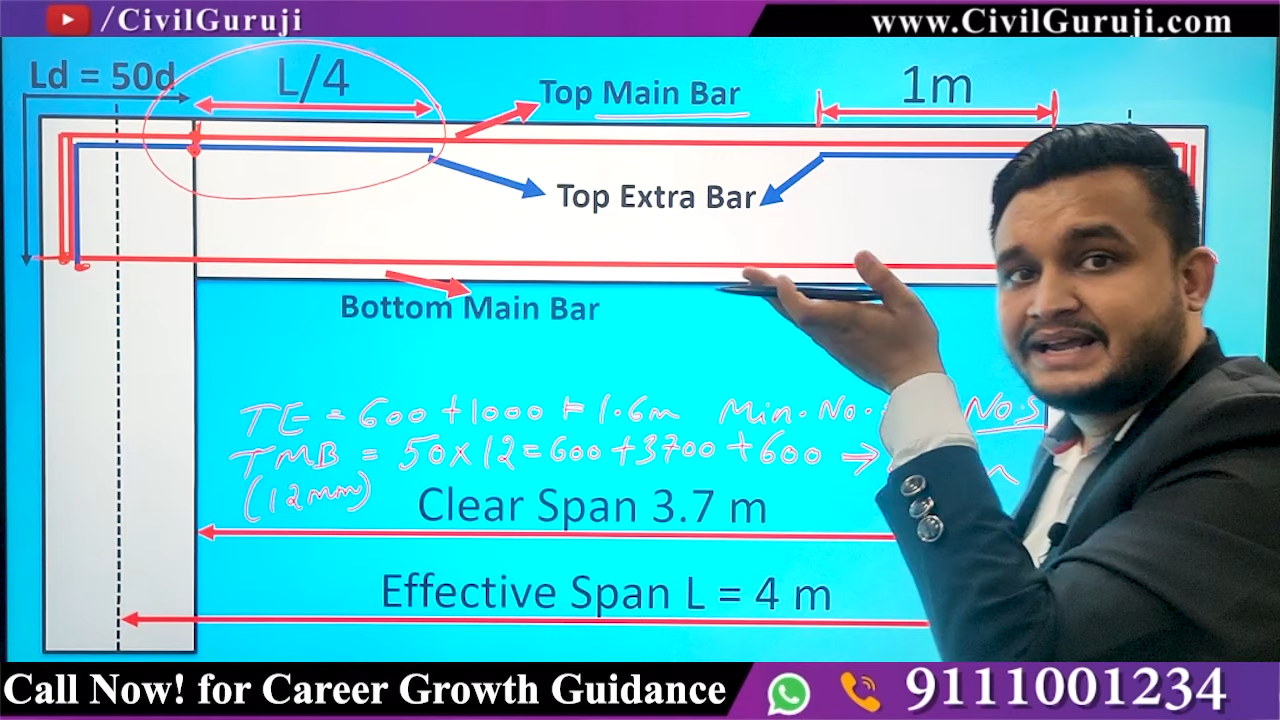 /CivilGuruji
www.CivilGuruji.com
Ld = 50d
L/4
Top Main Bar
1m
Top Extra Bar
Bottom Main Bar
TE = 600 + 1000 = 1.6m Min. No. No.s
TMB = 50 x 12 = 600 + 3700 + 600 →
(12mm)
Clear Span 3.7 m
Effective Span L = 4 m
Call Now! for Career Growth Guidance
9111001234